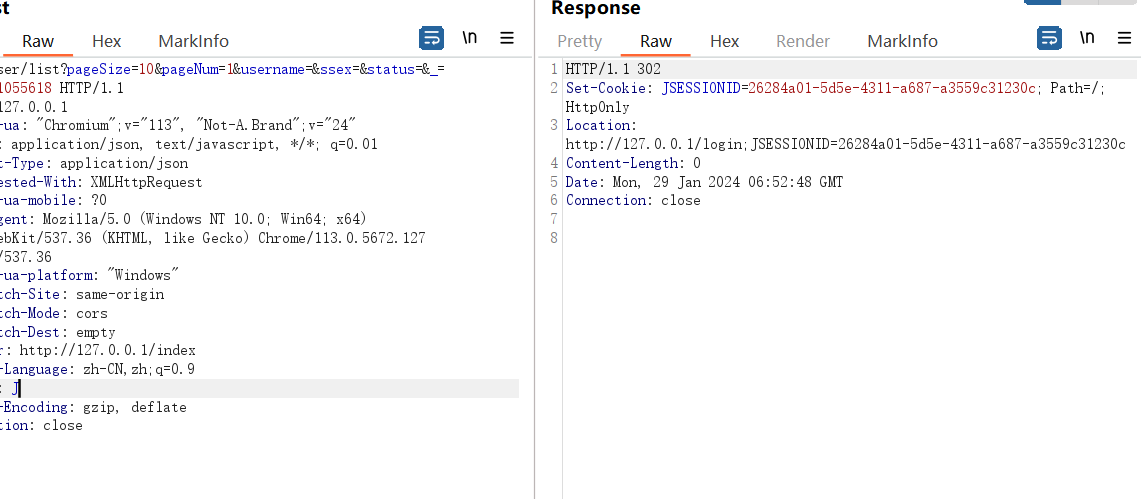 st
Raw
Hex
MarkInfo
\n
ser/list?pageSize=10&pageNum=1&username=&ssex=&status=&_=
1055618 HTTP/1.1
127.0.0.1
-ua: "Chromium";v="113", "Not-A.Brand";v="24"
: application/json, text/javascript, */*; q=0.01
t-Type: application/json
ested-With: XMLHttpRequest
-ua-mobile: ?0
gent: Mozilla/5.0 (Windows NT 10.0; Win64; x64)
ebKit/537.36 (KHTML, like Gecko) Chrome/113.0.5672.127
/537.36
-ua-platform: "Windows"
tch-Site: same-origin
tch-Mode: cors
tch-Dest: empty
r: http://127.0.0.1/index
-Language: zh-CN,zh;q=0.9
: J
-Encoding: gzip, deflate
tion: close
Response
Pretty
Raw
Hex
Render
MarkInfo
\n
1 HTTP/1.1 302
2 Set-Cookie: JSESSIONID=26284a01-5d5e-4311-a687-a3559c31230c; Path=/;
HttpOnly
3 Location:
http://127.0.0.1/login;JSESSIONID=26284a01-5d5e-4311-a687-a3559c31230c
4 Content-Length: 0
5 Date: Mon, 29 Jan 2024 06:52:48 GMT
6 Connection: close
7
8